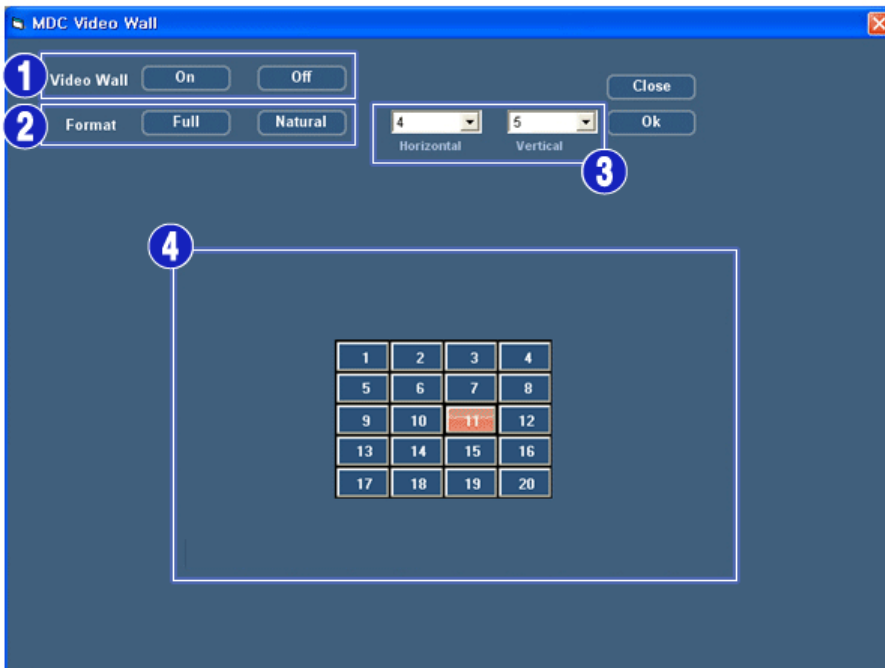 MDC Video Wall
1 Video Wall On Off
Close
2 Format Full Natural 4 5 Ok
Horizontal Vertical
3
4
1 2 3 4
5 6 7 8
9 10 11 12
13 14 15 16
17 18 19 20